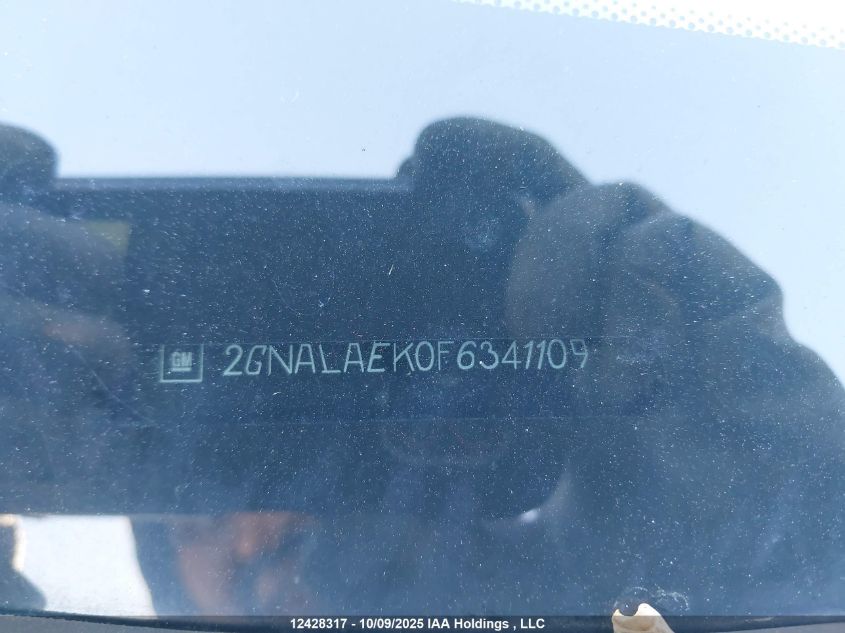 GM 2GNALAEK0F6341109
12428317 - 10/09/2025 IAA Holdings , LLC